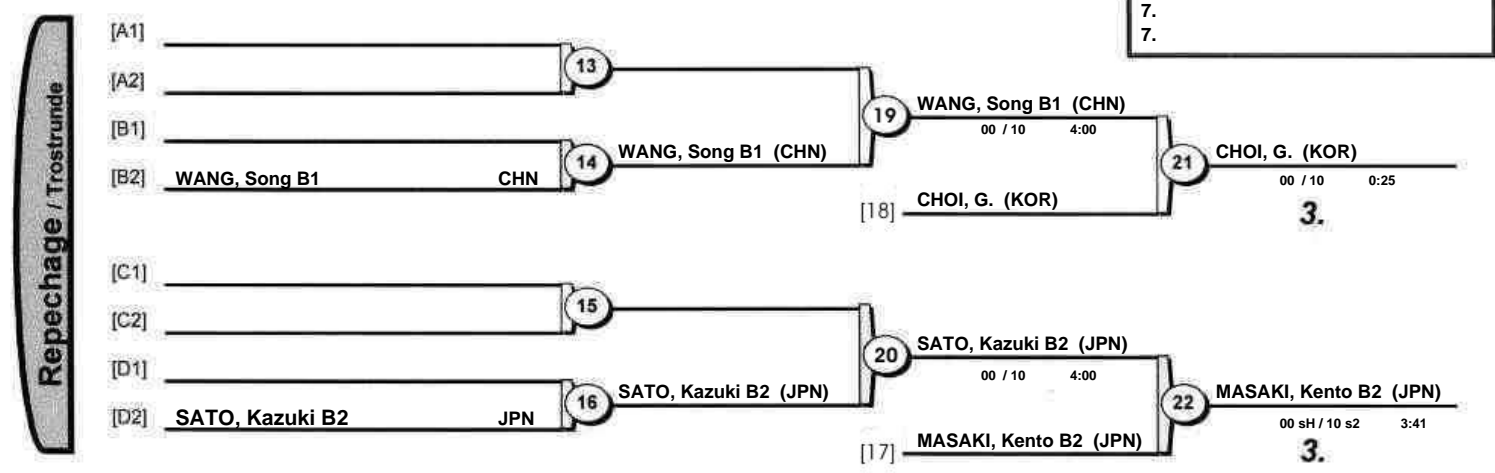 7.
7.
Repechage / Trostrunde
[A1]
[A2]
13
[B1]
[B2] WANG, Song B1 CHN
14
WANG, Song B1 (CHN)
19
WANG, Song B1 (CHN)
00 / 10 4:00
[18] CHOI, G. (KOR)
21
CHOI, G. (KOR)
00 / 10 0:25
3.
[C1]
[C2]
15
[D1]
[D2] SATO, Kazuki B2 JPN
16
SATO, Kazuki B2 (JPN)
20
SATO, Kazuki B2 (JPN)
00 / 10 4:00
[17] MASAKI, Kento B2 (JPN)
22
MASAKI, Kento B2 (JPN)
00 sH / 10 s2 3:41
3.